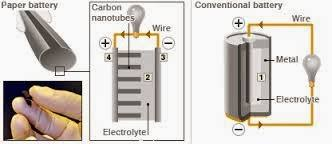 Paper battery
Carbon
nanotubes
Wire
+
−
4
3
2
Electrolyte
Conventional battery
+
Wire
Metal
1
Electrolyte
−